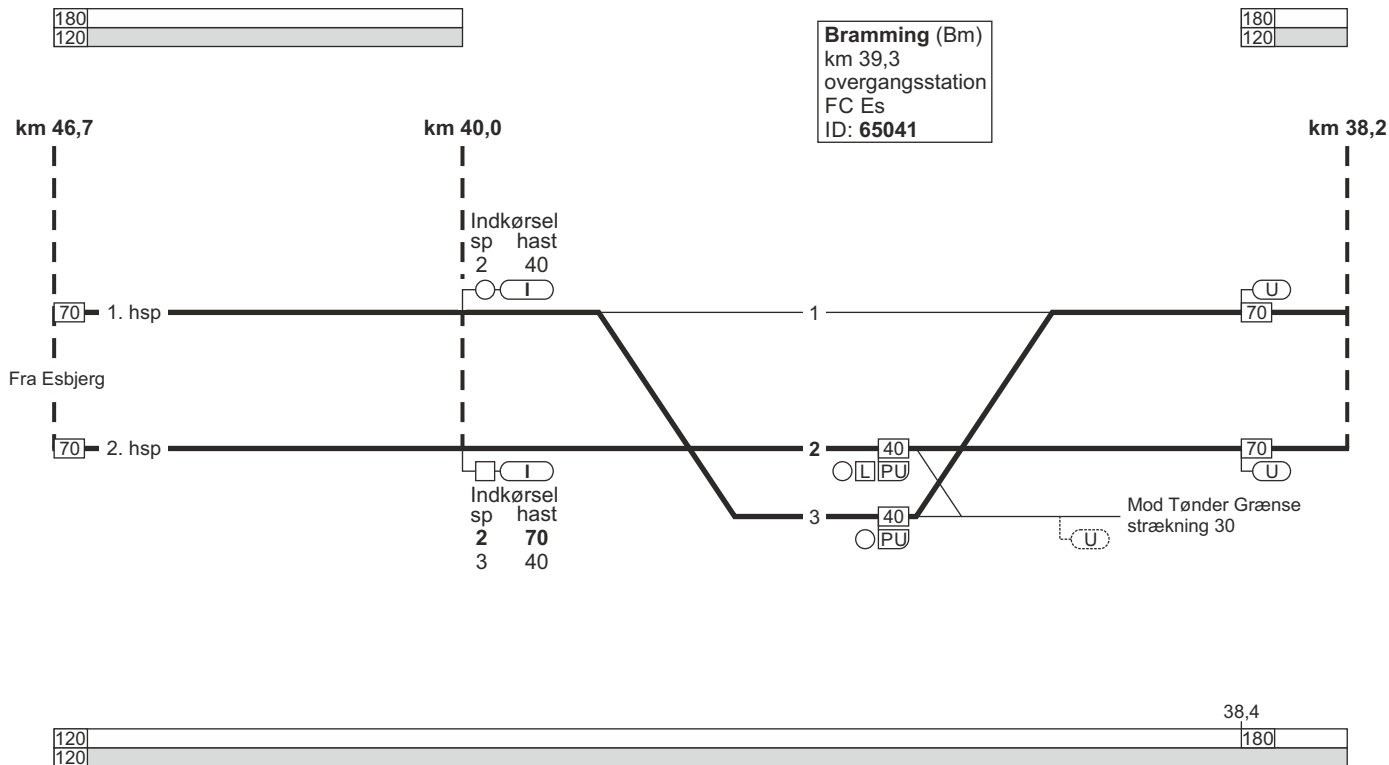 180
120
180
120
Bramming (Bm)
km 39,3
overgangsstation
FC Es
ID: 65041
km 46,7
km 40,0
km 38,2
Indkørsel
sp hast
2 40
I
U
70
1. hsp
1
70
Fra Esbjerg
70
2. hsp
2
40
70
I
L
PU
U
Indkørsel
sp hast
2 70
3 40
3
40
PU
Mod Tønder Grænse
strækning 30
U
38,4
120
180
120